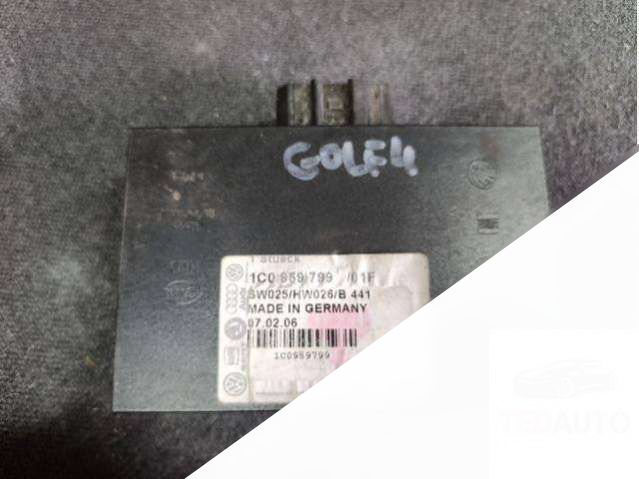 GOLF4
1 Stueck
1C0 959 799 /01F
SW025/HW026/B 441
MADE IN GERMANY
07.02.06
1C0959799
TEDAUTO